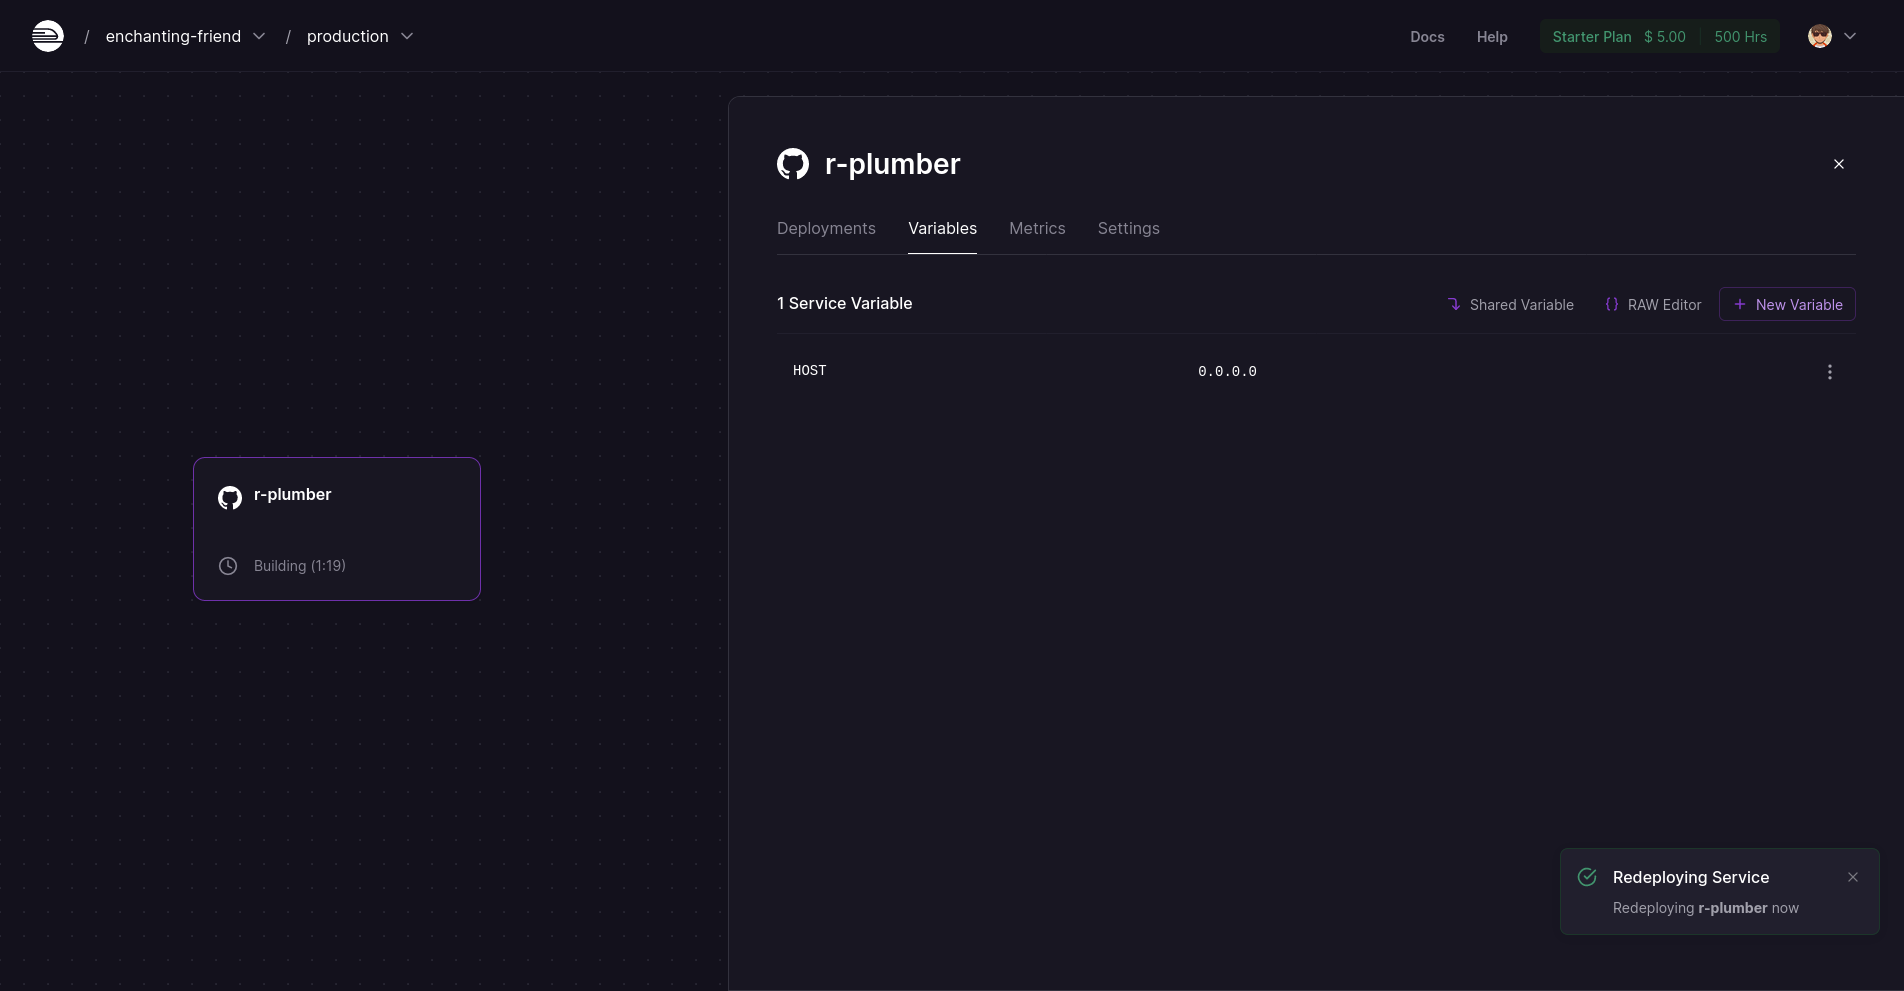 / enchanting-friend / production
Docs Help Starter Plan $ 5.00 500 Hrs
r-plumber
Deployments Variables Metrics Settings
1 Service Variable
Shared Variable {} RAW Editor + New Variable
HOST 0.0.0.0
r-plumber
Building (1:19)
Redeploying Service
Redeploying r-plumber now